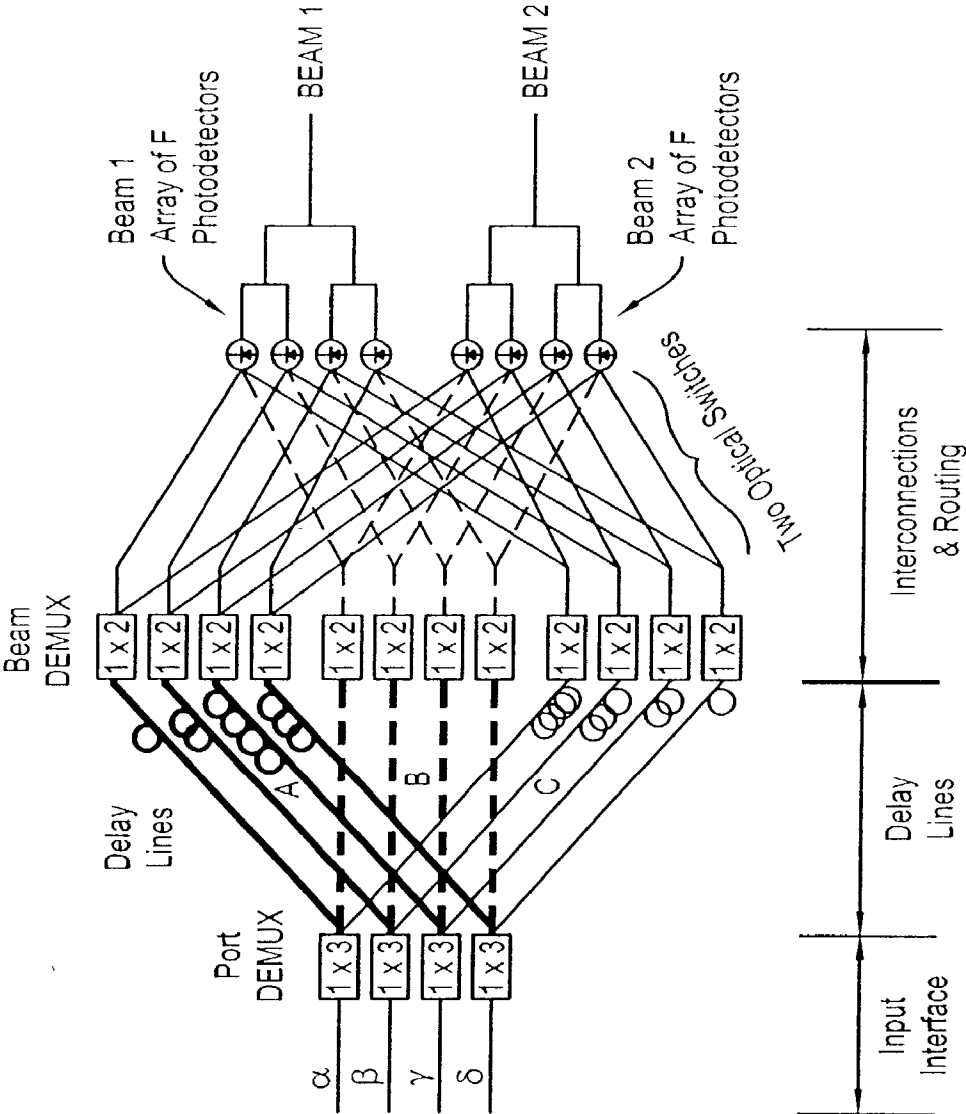 Beam 1
Array of F
Photodetectors
BEAM 1
BEAM 2
Beam 2
Array of F
Photodetectors
Two Optical Switches
Beam
DEMUX
1 x 2
1 x 2
1 x 2
1 x 2
1 x 2
1 x 2
1 x 2
1 x 2
1 x 2
1 x 2
1 x 2
1 x 2
Delay
Lines
A
B
C
Port
DEMUX
1 x 3
1 x 3
1 x 3
1 x 3
α
β
γ
δ
Input
Interface
Delay
Lines
Interconnections
& Routing